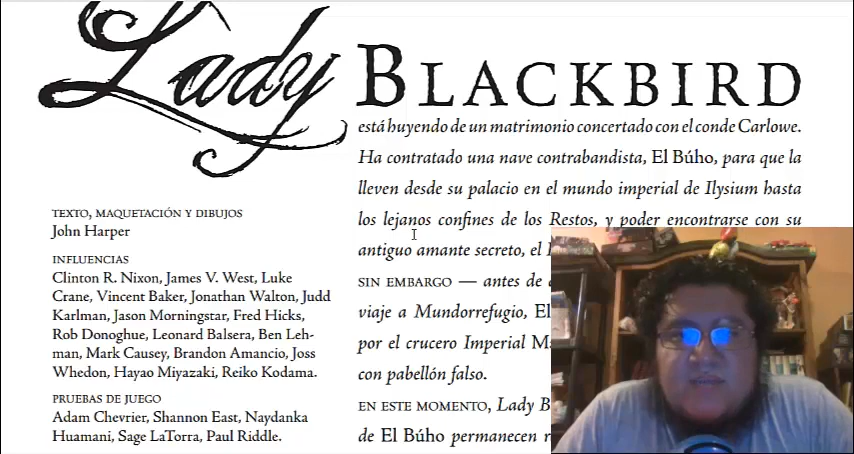 Lady BLACKBIRD
está huyendo de un matrimonio concertado con el conde Carlowe.
Ha contratado una nave contrabandista, El Búho, para que la
lleven desde su palacio en el mundo imperial de Ilysium hasta
los lejanos confines de los Restos, y poder encontrarse con su
antiguo amante secreto, el
SIN EMBARGO — antes de
viaje a Mundorrefugio, El
por el crucero Imperial
con pabellón falso.
EN ESTE MOMENTO, Lady
de El Búho permanecen
TEXTO, MAQUETACIÓN Y DIBUJOS
John Harper
INFLUENCIAS
Clinton R. Nixon, James V. West, Luke
Crane, Vincent Baker, Jonathan Walton, Judd
Karlman, Jason Morningstar, Fred Hicks,
Rob Donoghue, Leonard Balsera, Ben Leh-
man, Mark Causey, Brandon Amancio, Joss
Whedon, Hayao Miyazaki, Reiko Kodama.
PRUEBAS DE JUEGO
Adam Chevrier, Shannon East, Naydanka
Huamani, Sage LaTorra, Paul Riddle.